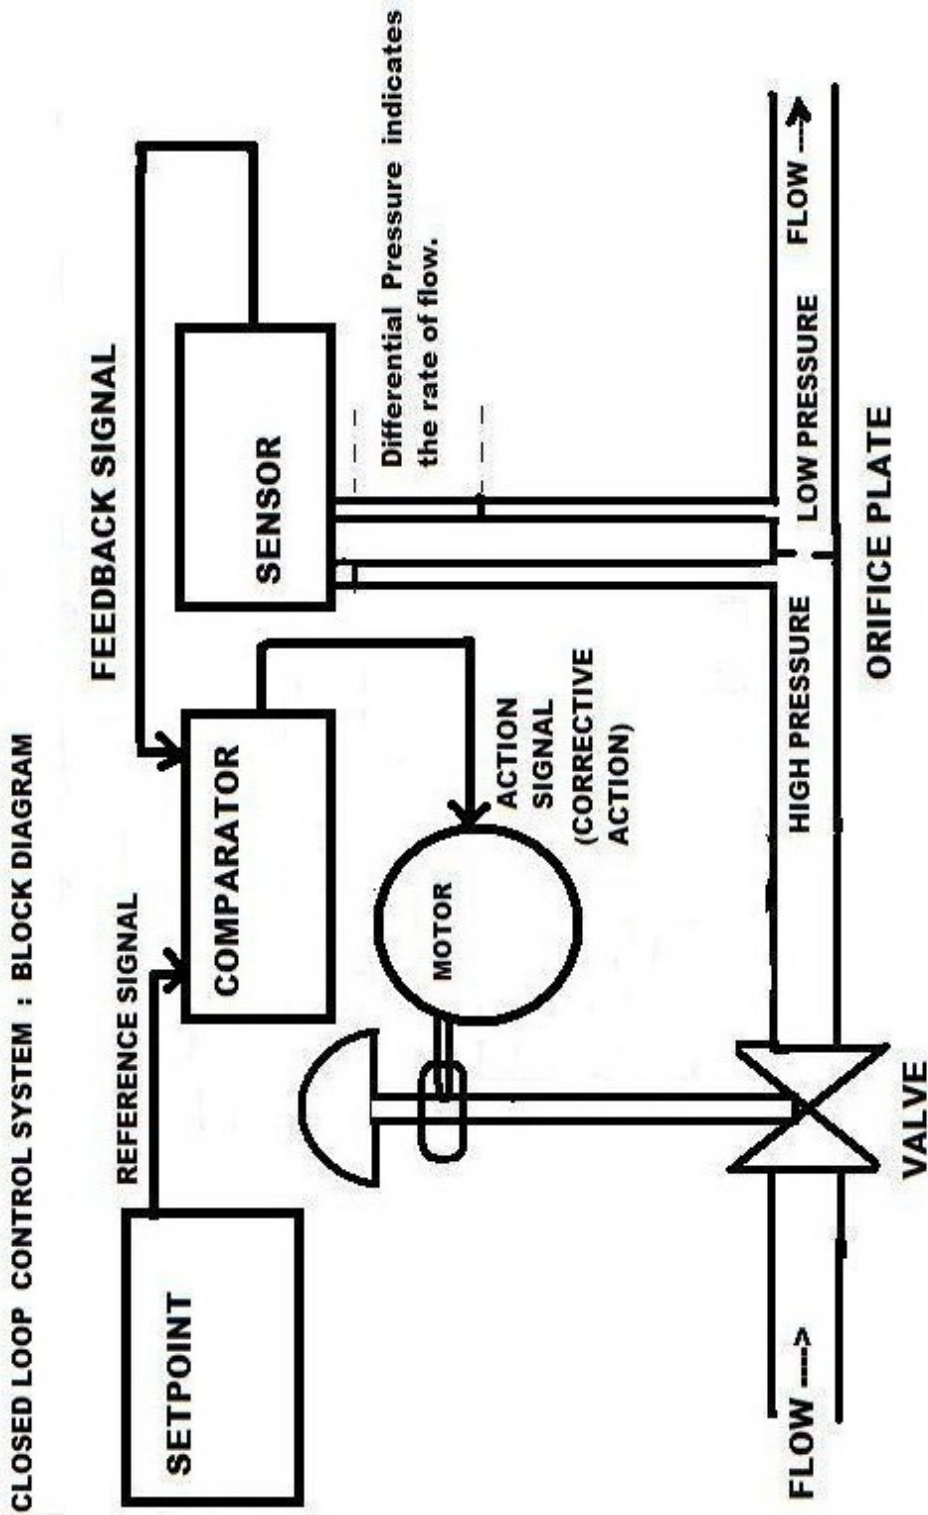 CLOSED LOOP CONTROL SYSTEM : BLOCK DIAGRAM
FEEDBACK SIGNAL
REFERENCE SIGNAL
SETPOINT
COMPARATOR
SENSOR
Differential Pressure indicates
the rate of flow.
MOTOR
ACTION
SIGNAL
(CORRECTIVE
ACTION)
FLOW ---->
HIGH PRESSURE
LOW PRESSURE
FLOW --->
VALVE
ORIFICE PLATE